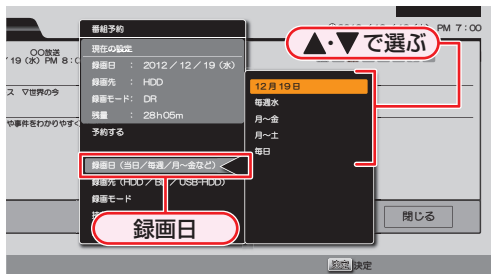 番組予約
PM 7:00
▲・▼で選ぶ
現在の設定
○○放送
19 (水) PM 8:0
録画日 : 2012/12/19 (水)
録画先 : HDD
録画モード: DR
残量 : 28h05m
ス ▽世界の今
や事件をわかりやすく
予約する
録画日 (当日/毎週/月~金など)
録画先 (HDD/BD/USB-HDD)
録画モード
12月19日
毎週水
月~金
月~土
毎日
録画日
閉じる
決定 決定